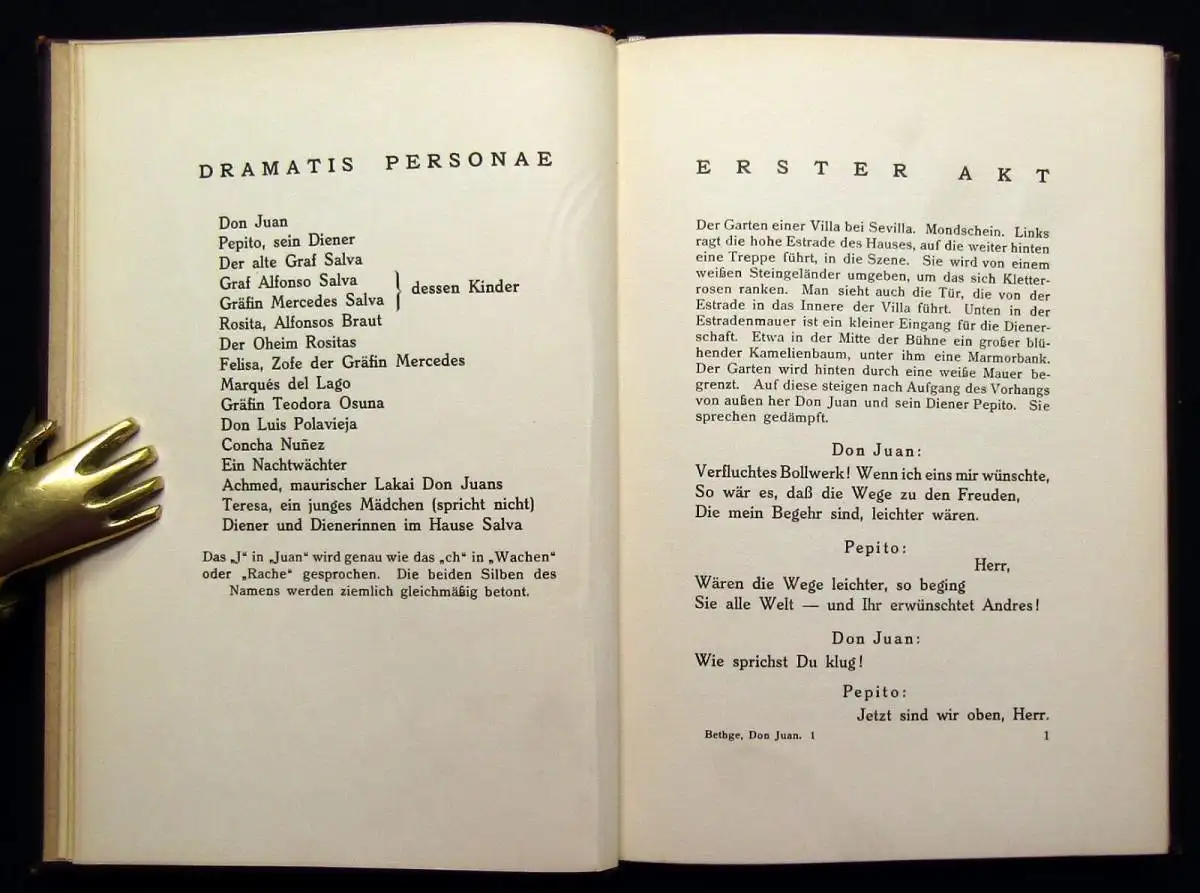 DRAMATIS PERSONAE
Don Juan
Pepito, sein Diener
Der alte Graf Salva
Graf Alfonso Salva
Gräfin Mercedes Salva } dessen Kinder
Rosita, Alfonsos Braut
Der Oheim Rositas
Felisa, Zofe der Gräfin Mercedes
Marqués del Lago
Gräfin Teodora Osuna
Don Luis Polavieja
Concha Nuñez
Ein Nachtwächter
Achmed, maurischer Lakai Don Juans
Teresa, ein junges Mädchen (spricht nicht)
Diener und Dienerinnen im Hause Salva
Das „J“ in „Juan“ wird genau wie das „ch“ in „Wachen“
oder „Rache“ gesprochen. Die beiden Silben des
Namens werden ziemlich gleichmäßig betont.
ERSTER AKT
Der Garten einer Villa bei Sevilla. Mondschein. Links
ragt die hohe Estrade des Hauses, auf die weiter hinten
eine Treppe führt, in die Szene. Sie wird von einem
weißen Steingeländer umgeben, um das sich Kletter-
rosen ranken. Man sieht auch die Tür, die von der
Estrade in das Innere der Villa führt. Unten in der
Estradenmauer ist ein kleiner Eingang für die Diener-
schaft. Etwa in der Mitte der Bühne ein großer blü-
hender Kamelienbaum, unter ihm eine Marmorbank.
Der Garten wird hinten durch eine weiße Mauer be-
grenzt. Auf diese steigen nach Aufgang des Vorhangs
von außen her Don Juan und sein Diener Pepito. Sie
sprechen gedämpft.
Don Juan:
Verfluchtes Bollwerk! Wenn ich eins mir wünschte,
So wär es, daß die Wege zu den Freuden,
Die mein Begehr sind, leichter wären.
Pepito:
Herr,
Wären die Wege leichter, so beging
Sie alle Welt — und Ihr erwünschtet Andres!
Don Juan:
Wie sprichst Du klug!
Pepito:
Jetzt sind wir oben, Herr.
Bethge, Don Juan. 1
1